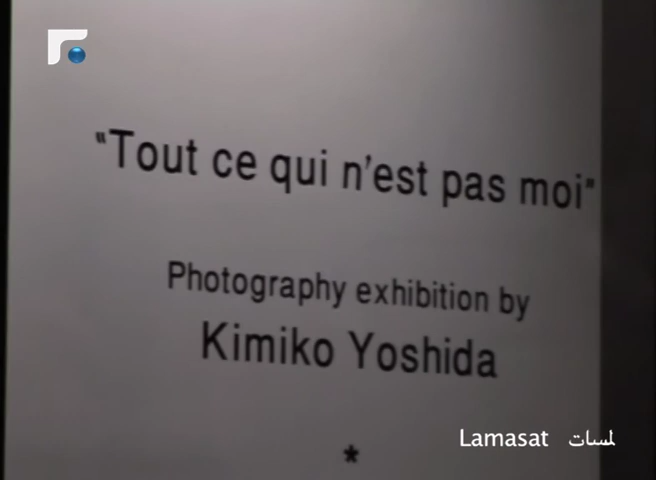 "Tout ce qui n'est pas moi"
Photography exhibition by
Kimiko Yoshida
*
Lamasat لمسات